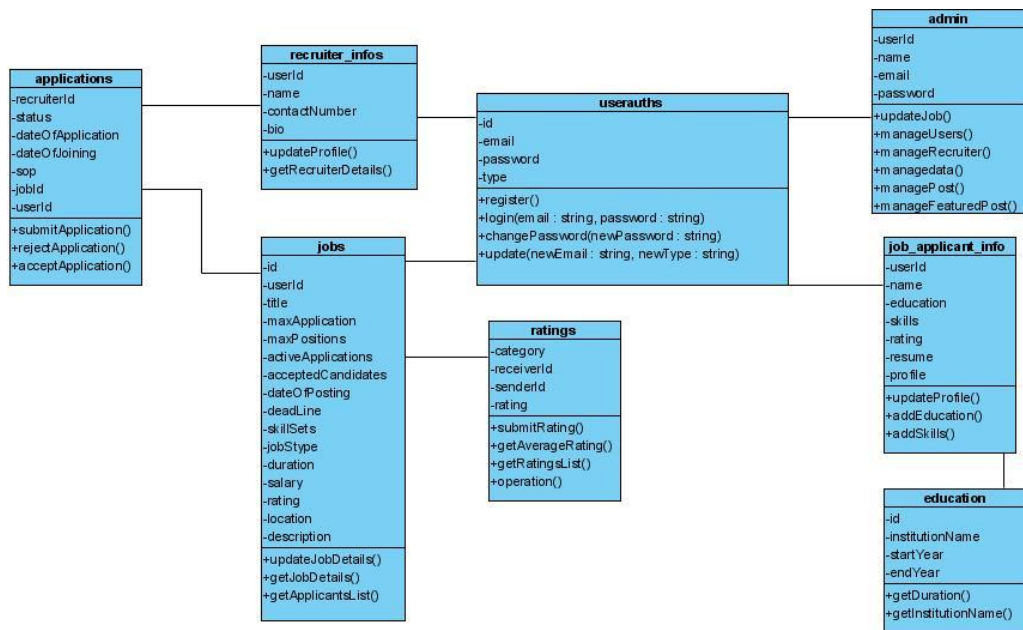 applications
-recruiterId
-status
-dateOfApplication
-dateOfJoining
-sop
-jobId
-userId
+submitApplication()
+rejectApplication()
+acceptApplication()
recruiter_infos
-userId
-name
-contactNumber
-bio
+updateProfile()
+getRecruiterDetails()
userauths
-id
-email
-password
-type
+register()
+login(email : string, password : string)
+changePassword(newPassword : string)
+update(newEmail : string, newType : string)
admin
-userId
-name
-email
-password
+updateJob()
+manageUsers()
+manageRecruiter()
+managedata()
+managePost()
+manageFeaturedPost()
jobs
-id
-userId
-title
-maxApplication
-maxPositions
-activeApplications
-acceptedCandidates
-dateOfPosting
-deadLine
-skillSets
-jobStype
-duration
-salary
-rating
-location
-description
+updateJobDetails()
+getJobDetails()
+getApplicantsList()
ratings
-category
-receiverId
-senderId
-rating
+submitRating()
+getAverageRating()
+getRatingsList()
+operation()
job_applicant_info
-userId
-name
-education
-skills
-rating
-resume
-profile
+updateProfile()
+addEducation()
+addSkills()
education
-id
-institutionName
-startYear
-endYear
+getDuration()
+getInstitutionName()